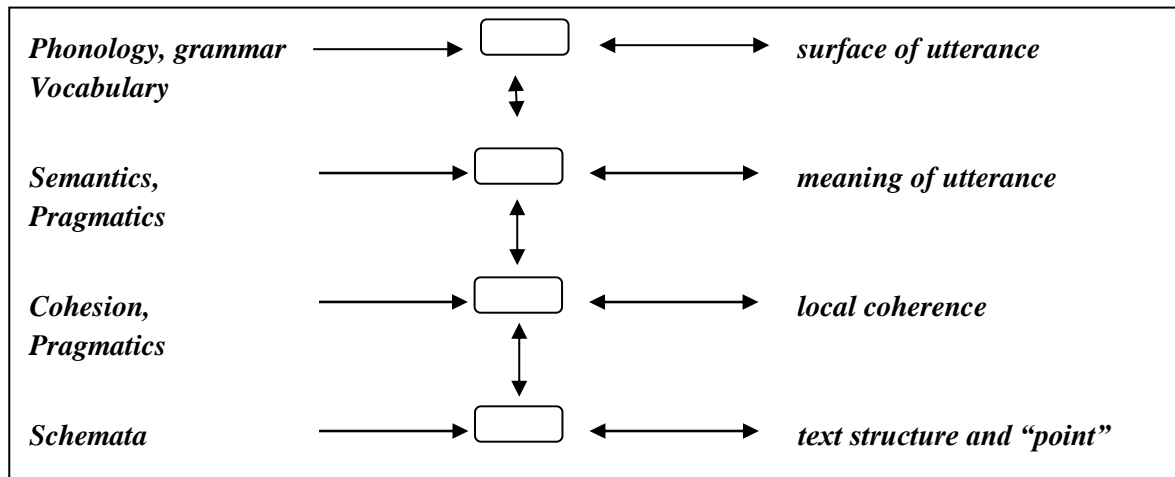 Phonology, grammar
Vocabulary
surface of utterance
Semantics,
Pragmatics
meaning of utterance
Cohesion,
Pragmatics
local coherence
Schemata
text structure and “point”